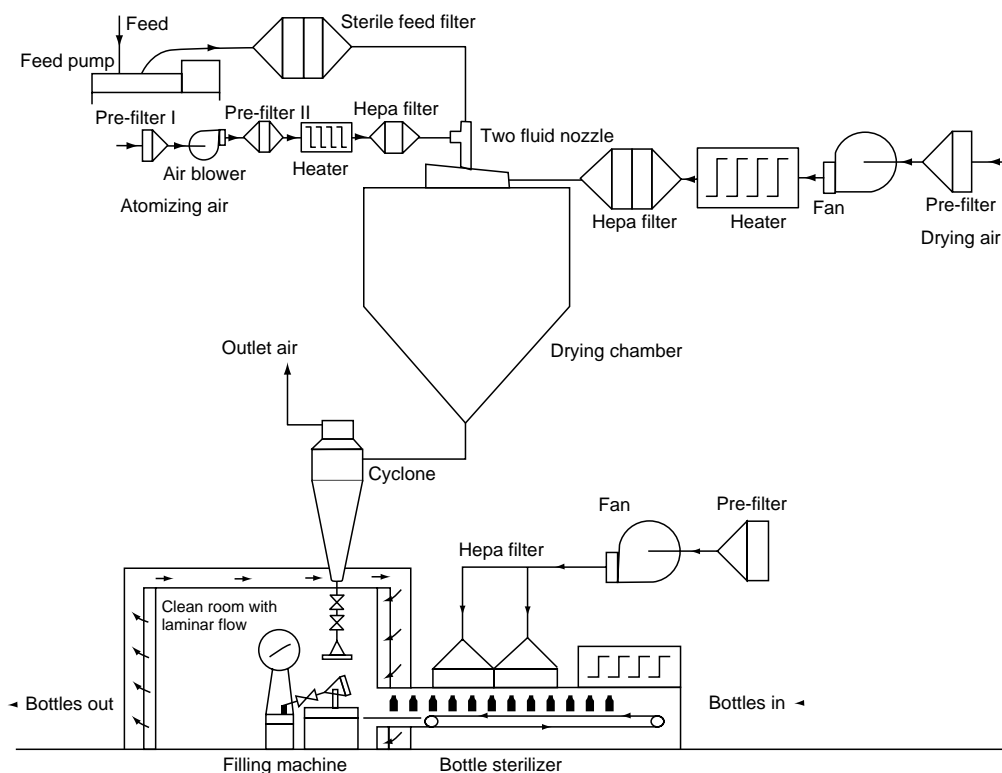 Feed
Sterile feed filter
Feed pump
Pre-filter I
Pre-filter II
Hepa filter
Two fluid nozzle
Air blower
Heater
Atomizing air
Hepa filter
Heater
Fan
Pre-filter
Drying air
Drying chamber
Outlet air
Cyclone
Fan
Pre-filter
Hepa filter
Clean room with
laminar flow
Bottles out
Bottles in
Filling machine
Bottle sterilizer